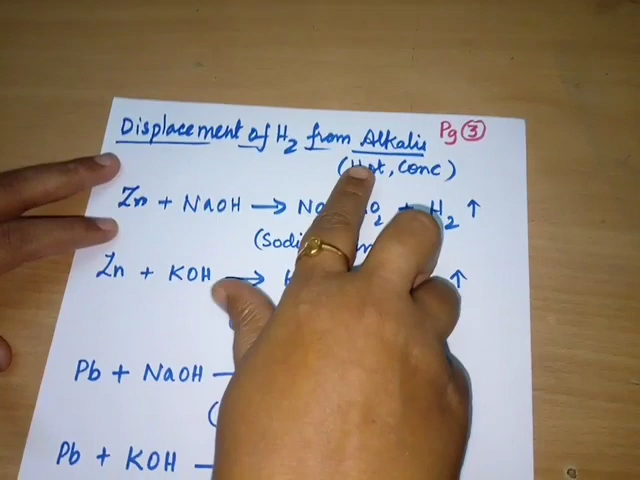 Displacement of H₂ from Alkalis Pg ③
(Hot, Conc)
Zn + NaOH → Na O₂ + H₂ ↑
(Sodi
Zn + KOH → ↑
Pb + NaOH —
(
Pb + KOH —